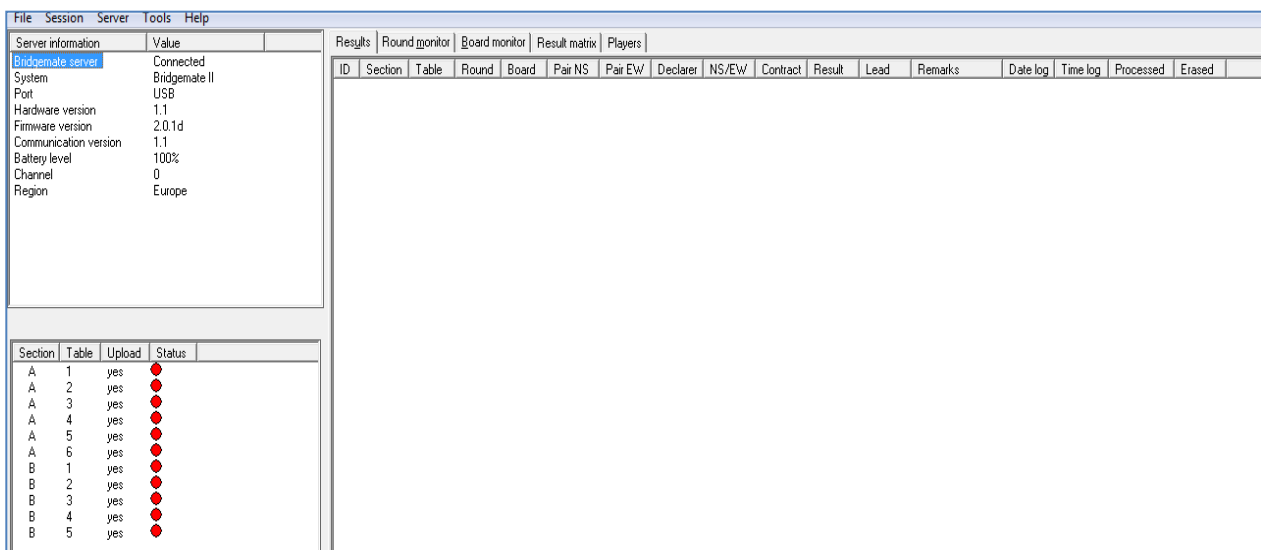 File Session Server Tools Help
Server information Value
Bridgemate server Connected
System Bridgemate II
Port USB
Hardware version 1.1
Firmware version 2.0.1d
Communication version 1.1
Battery level 100%
Channel 0
Region Europe
Results Round monitor Board monitor Result matrix Players
ID Section Table Round Board Pair NS Pair EW Declarer NS/EW Contract Result Lead Remarks Date log Time log Processed Erased
Section Table Upload Status
A 1 yes
A 2 yes
A 3 yes
A 4 yes
A 5 yes
A 6 yes
B 1 yes
B 2 yes
B 3 yes
B 4 yes
B 5 yes